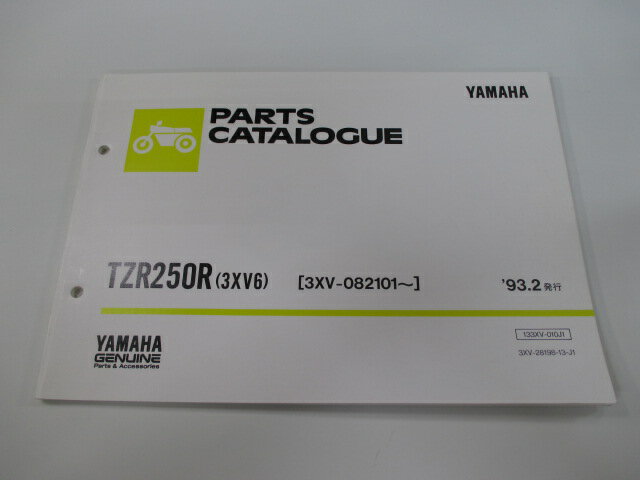 YAMAHA
PARTS
CATALOGUE
TZR250R (3XV6) [3XV-082101～] '93.2 発行
YAMAHA
GENUINE
Parts & Accessories
133XV-010J1
3XV-28198-13-J1